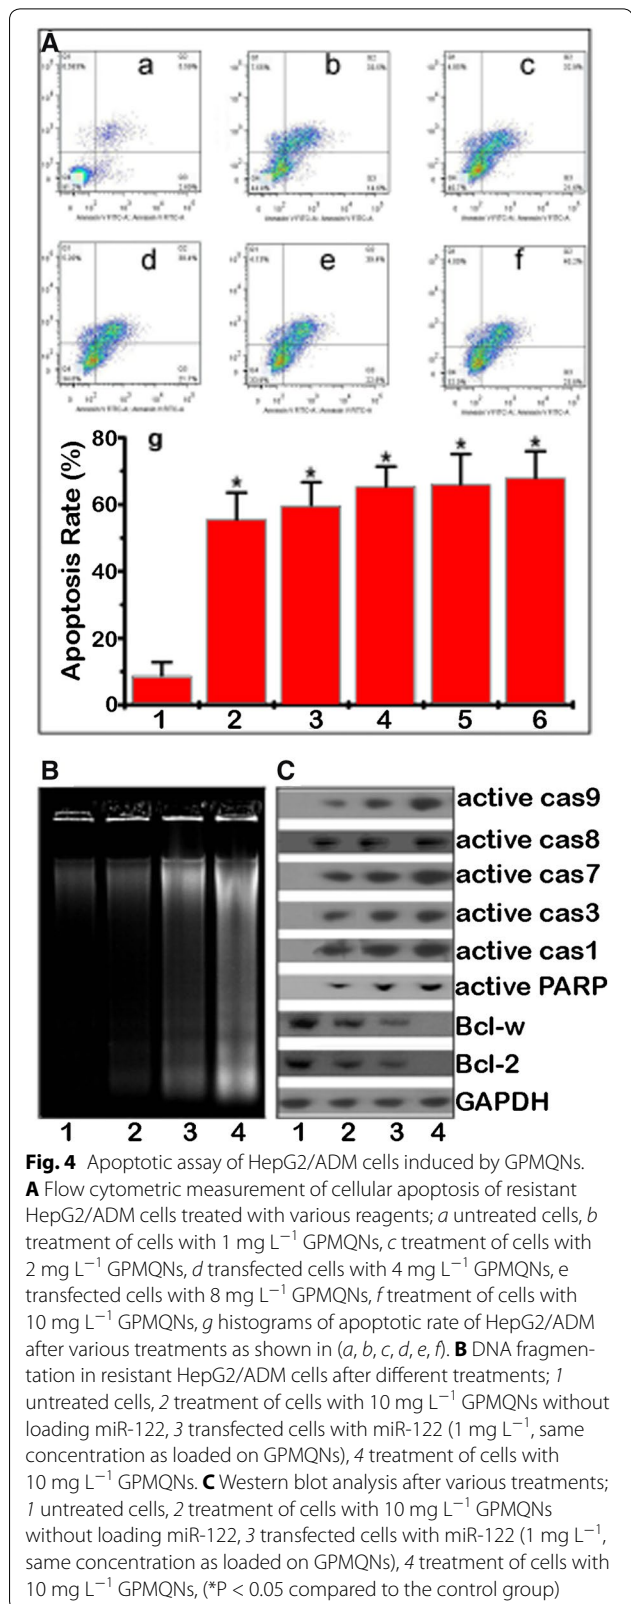 A
a
b
c
d
e
f
g
Apoptosis Rate (%)
80
60
40
20
0
1 2 3 4 5 6
B
C
active cas9
active cas8
active cas7
active cas3
active cas1
active PARP
Bcl-w
Bcl-2
GAPDH
1 2 3 4
1 2 3 4
Fig. 4 Apoptotic assay of HepG2/ADM cells induced by GPMQNs.
A Flow cytometric measurement of cellular apoptosis of resistant
HepG2/ADM cells treated with various reagents; a untreated cells, b
treatment of cells with 1 mg L⁻¹ GPMQNs, c treatment of cells with
2 mg L⁻¹ GPMQNs, d transfected cells with 4 mg L⁻¹ GPMQNs, e
transfected cells with 8 mg L⁻¹ GPMQNs, f treatment of cells with
10 mg L⁻¹ GPMQNs, g histograms of apoptotic rate of HepG2/ADM
after various treatments as shown in (a, b, c, d, e, f). B DNA fragmen-
tation in resistant HepG2/ADM cells after different treatments; 1
untreated cells, 2 treatment of cells with 10 mg L⁻¹ GPMQNs without
loading miR-122, 3 transfected cells with miR-122 (1 mg L⁻¹, same
concentration as loaded on GPMQNs), 4 treatment of cells with
10 mg L⁻¹ GPMQNs. C Western blot analysis after various treatments;
1 untreated cells, 2 treatment of cells with 10 mg L⁻¹ GPMQNs
without loading miR-122, 3 transfected cells with miR-122 (1 mg L⁻¹,
same concentration as loaded on GPMQNs), 4 treatment of cells with
10 mg L⁻¹ GPMQNs, (*P < 0.05 compared to the control group)